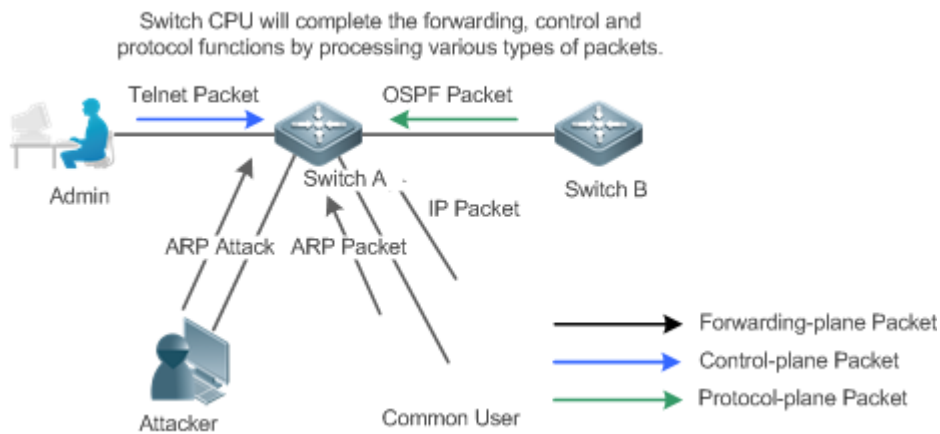 Switch CPU will complete the forwarding, control and
protocol functions by processing various types of packets.
Telnet Packet
OSPF Packet
Admin
Switch A
Switch B
IP Packet
ARP Attack
ARP Packet
Forwarding-plane Packet
Control-plane Packet
Protocol-plane Packet
Attacker
Common User